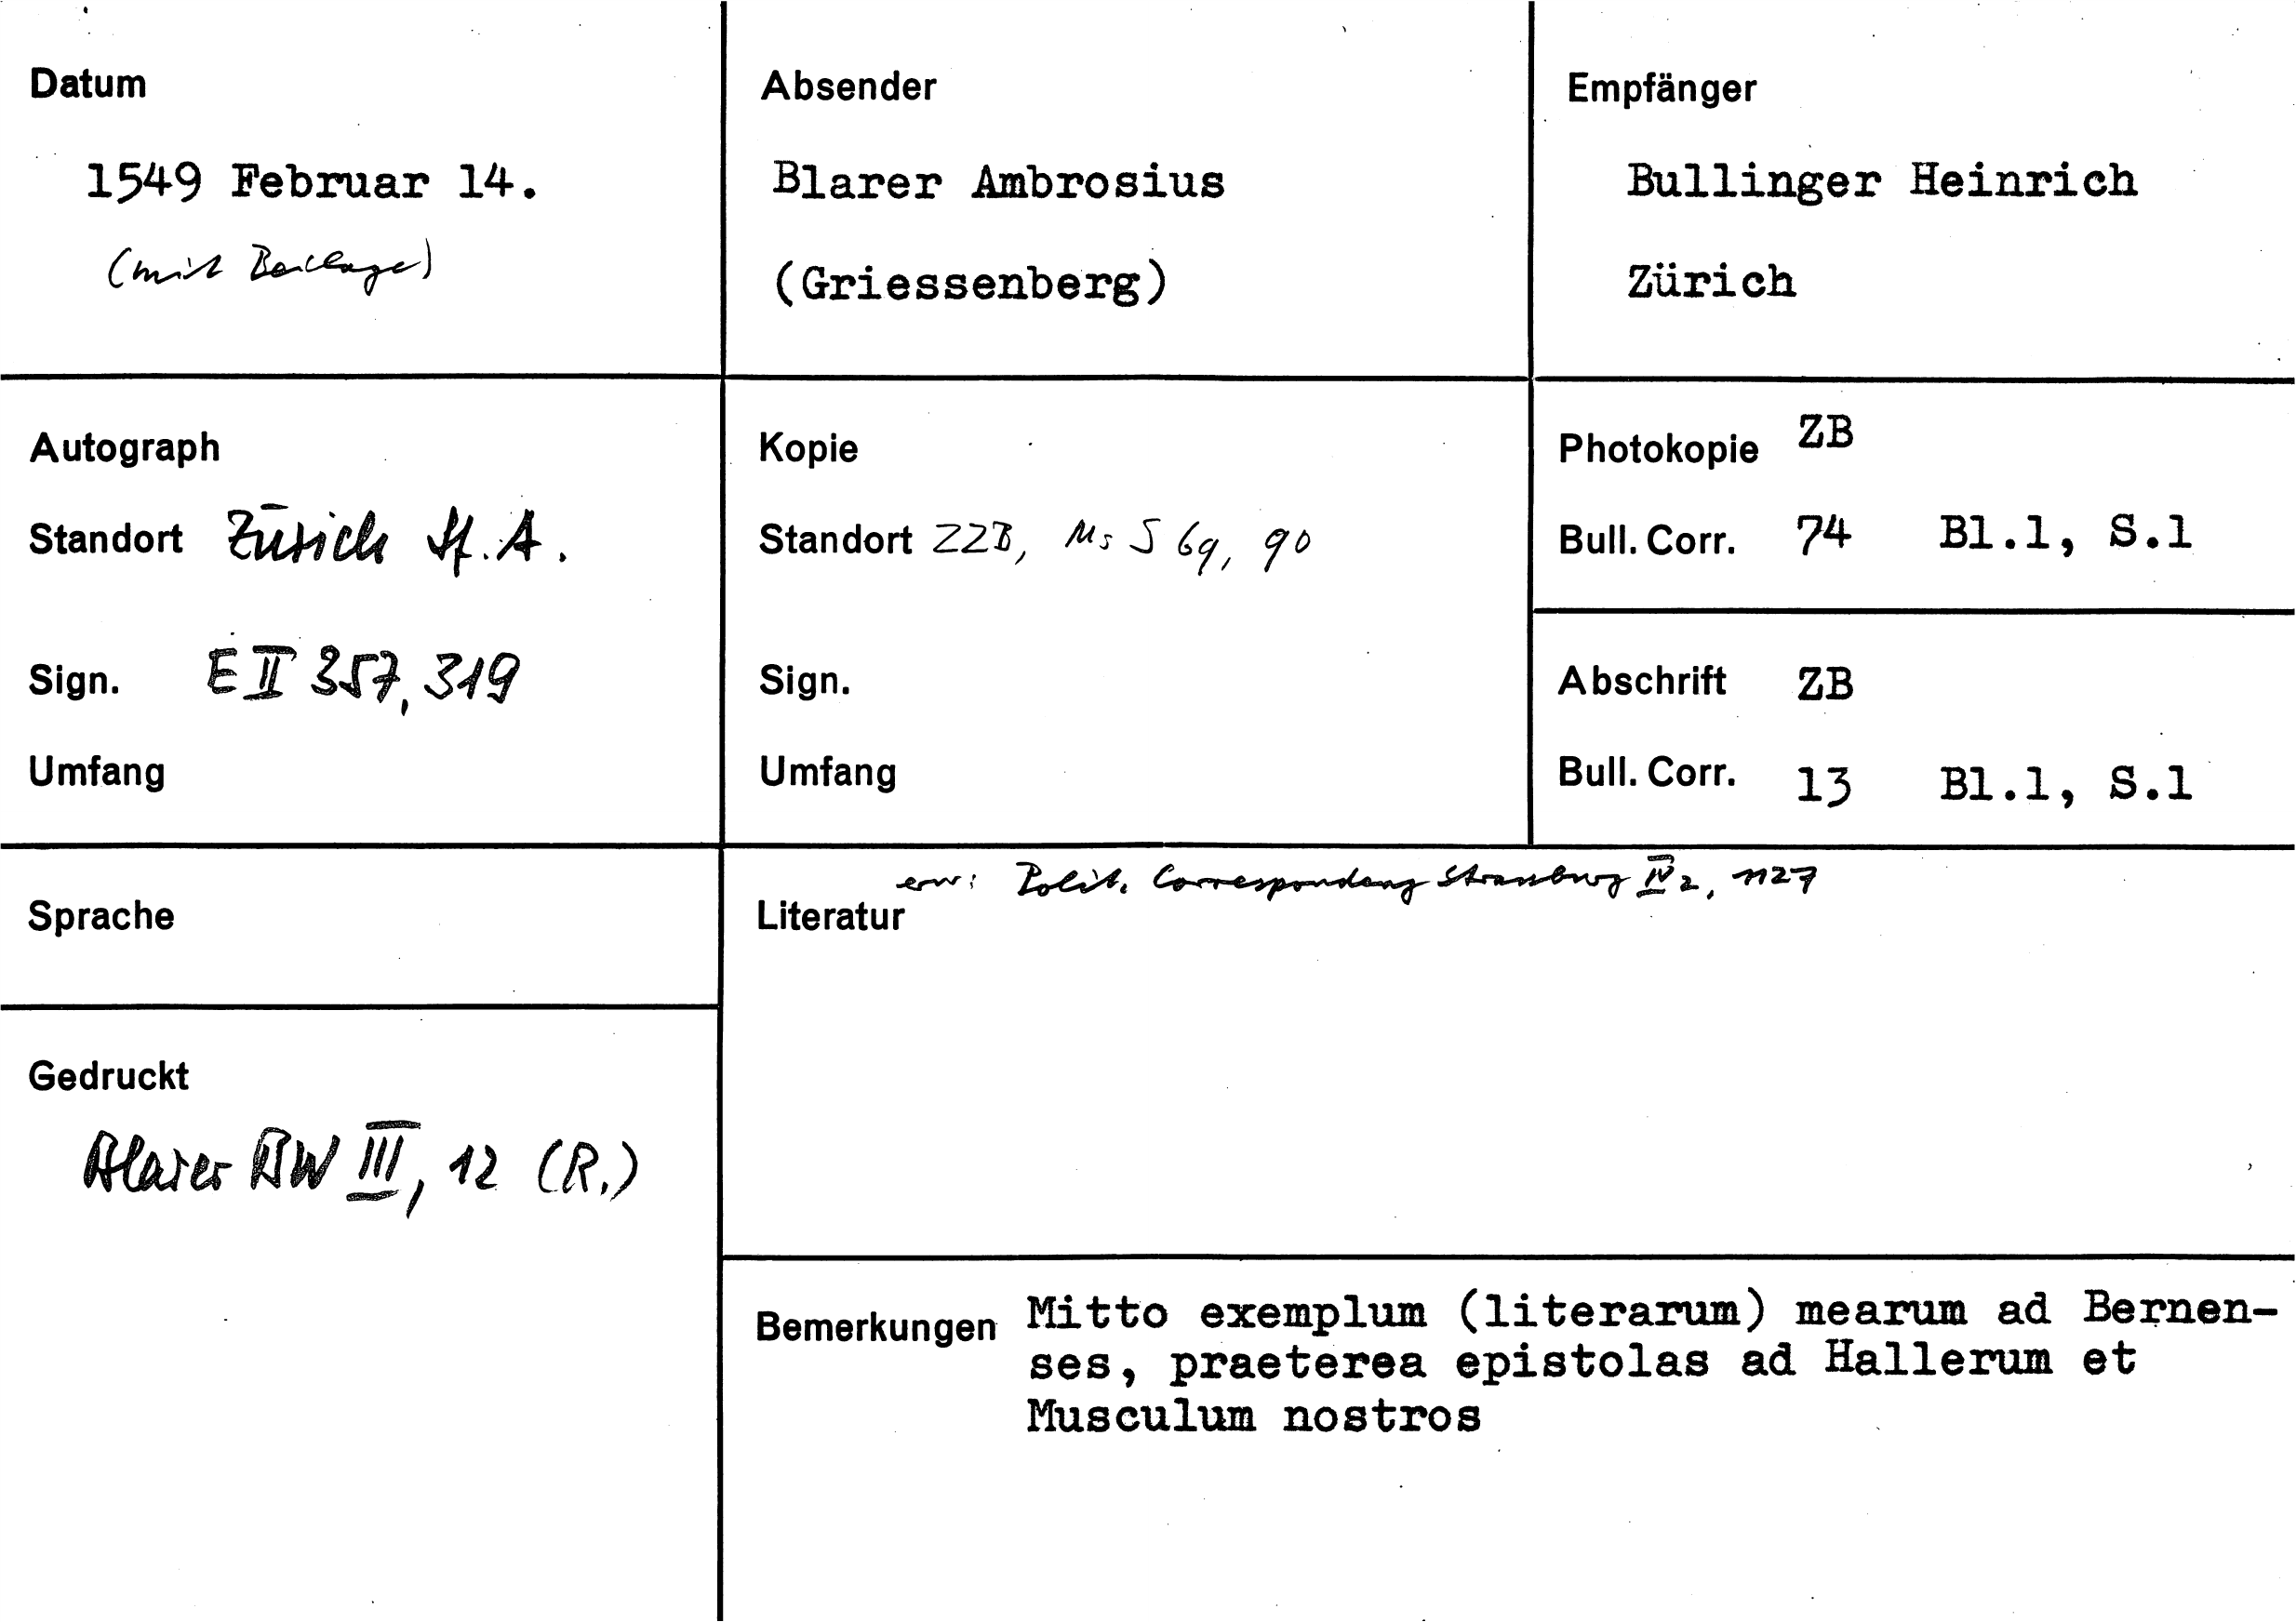 Datum
1549 Februar 14.
(mit Beilage)
Absender
Blarer Ambrosius
(Griessenberg)
Empfänger
Bullinger Heinrich
Zürich
Autograph
Standort Zürich St.A.
Sign. E II 357, 319
Umfang
Kopie
Standort ZZB, Ms S 69, 90
Sign.
Umfang
Photokopie ZB
Bull. Corr. 74 Bl.1, S.1
Abschrift ZB
Bull. Corr. 13 Bl.1, S.1
Sprache
Gedruckt
Blarer BW III, 12 (R.)
erw: Polit. Correspondenz Strassburg IV 2, 1127
Literatur
Bemerkungen Mitto exemplum (literarum) mearum ad Bernen-
ses, praeterea epistolas ad Hallerum et
Musculum nostros